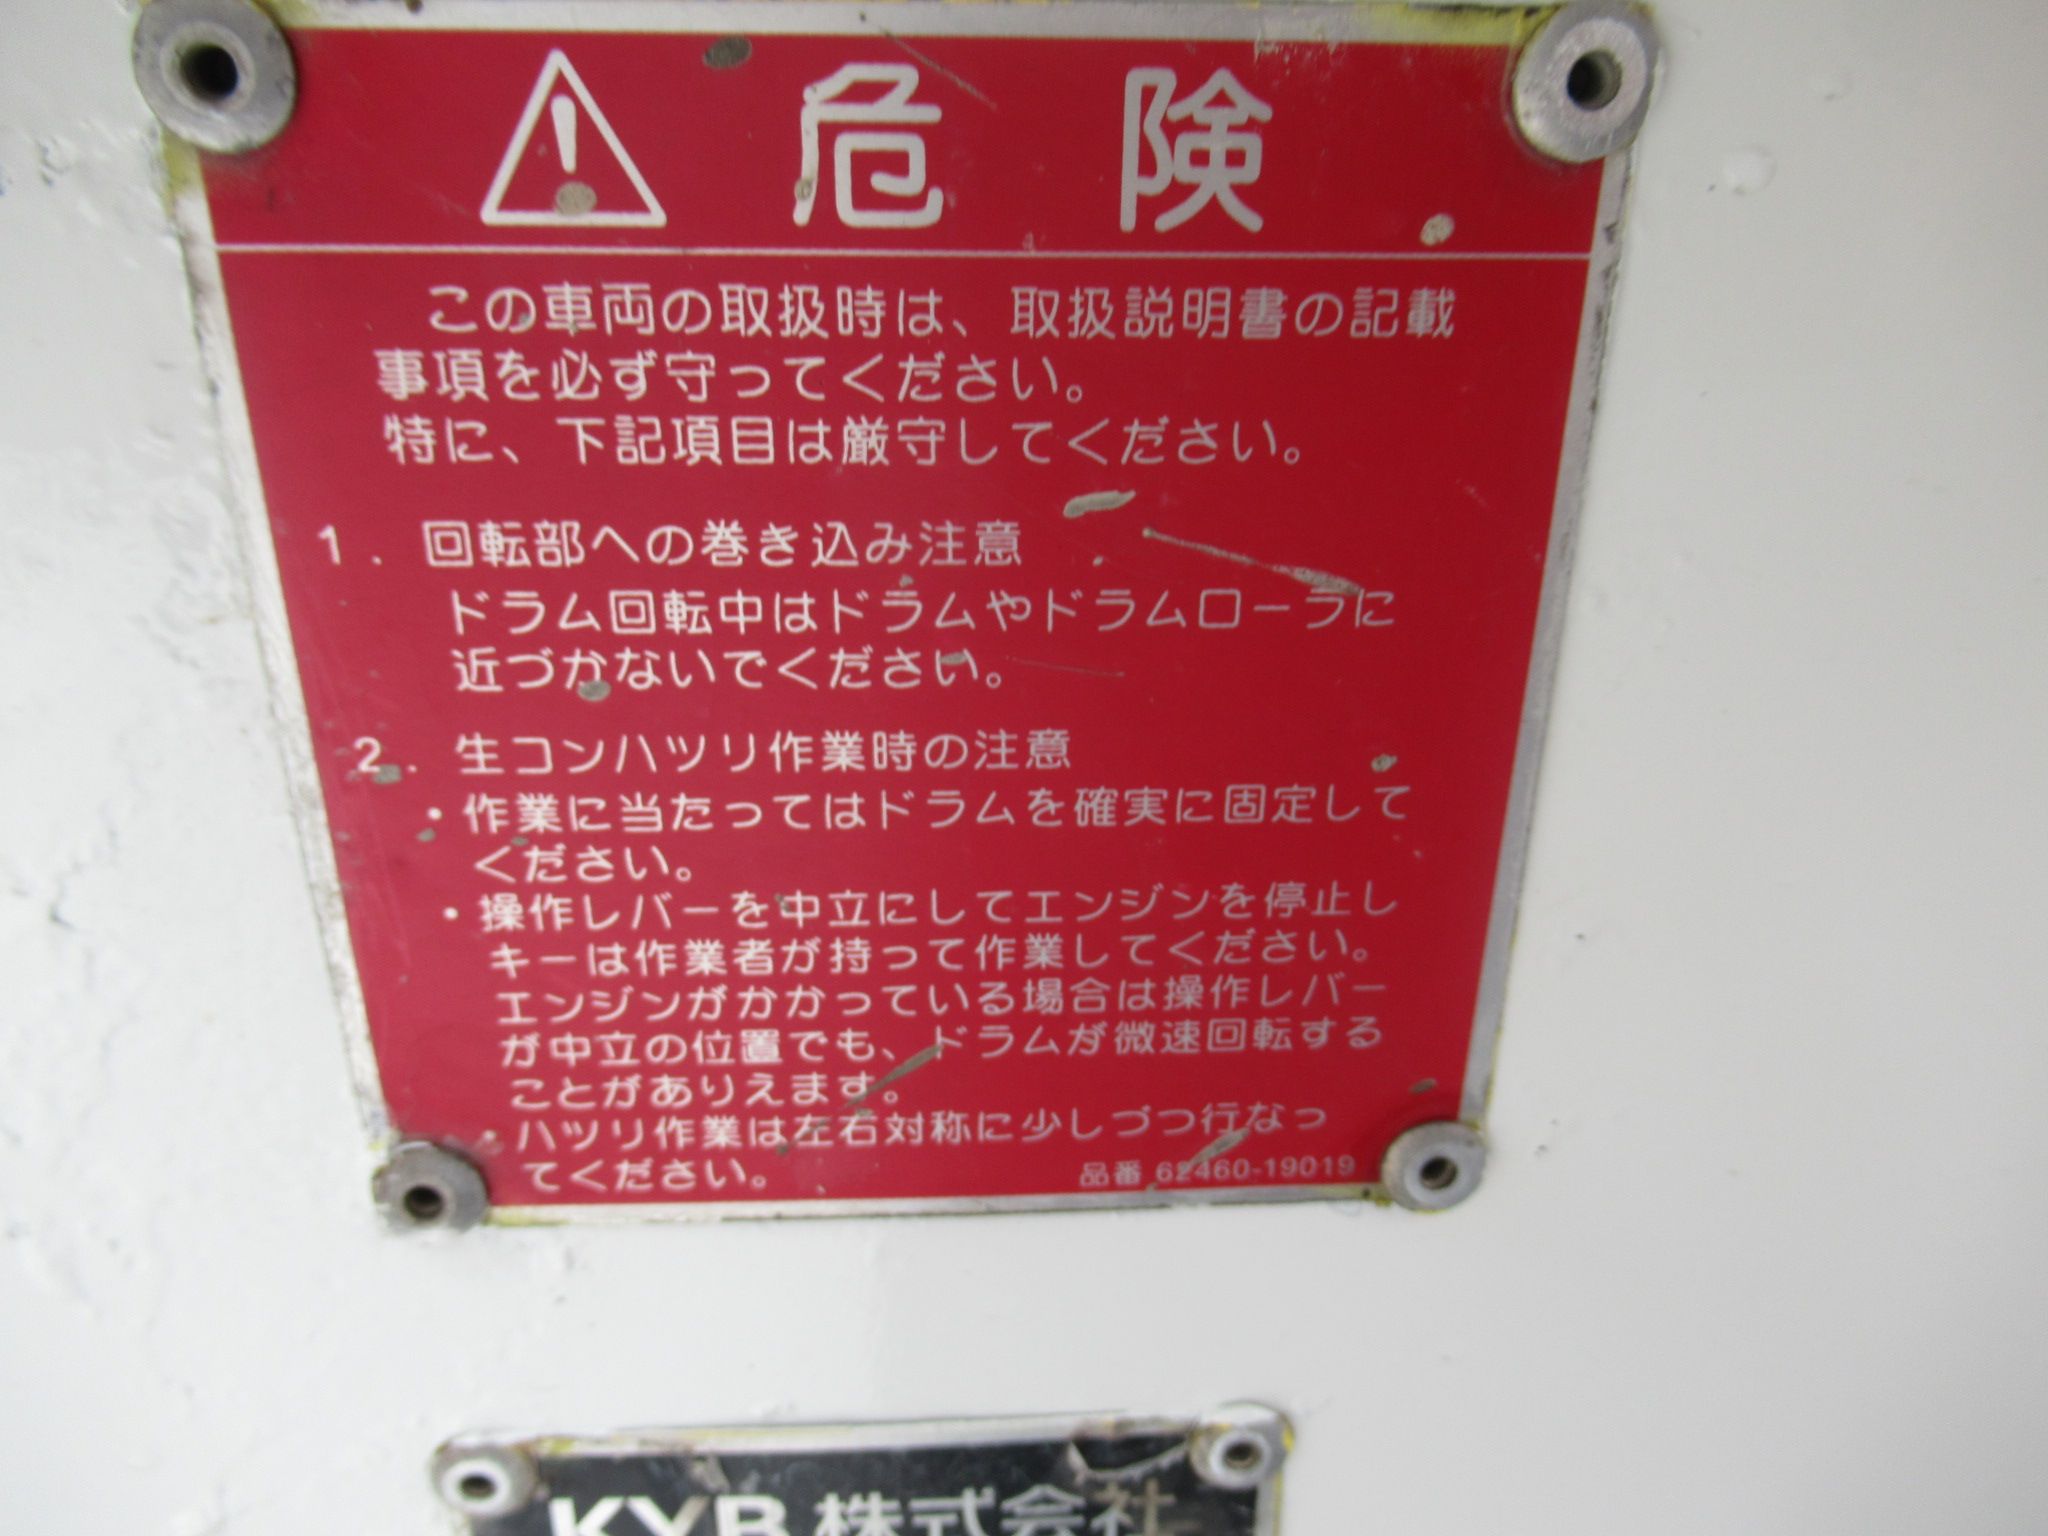 危険
この車両の取扱時は、取扱説明書の記載
事項を必ず守ってください。
特に、下記項目は厳守してください。
1. 回転部への巻き込み注意
ドラム回転中はドラムやドラムローラに
近づかないでください。
2. 生コンハツリ作業時の注意
・作業に当たってはドラムを確実に固定して
ください。
・操作レバーを中立にしてエンジンを停止し
キーは作業者が持って作業してください。
エンジンがかかっている場合は操作レバー
が中立の位置でも、ドラムが微速回転する
ことがありえます。
・ハツリ作業は左右対称に少しづつ行なっ
てください。
品番 62460-19019
KYB 株式会社